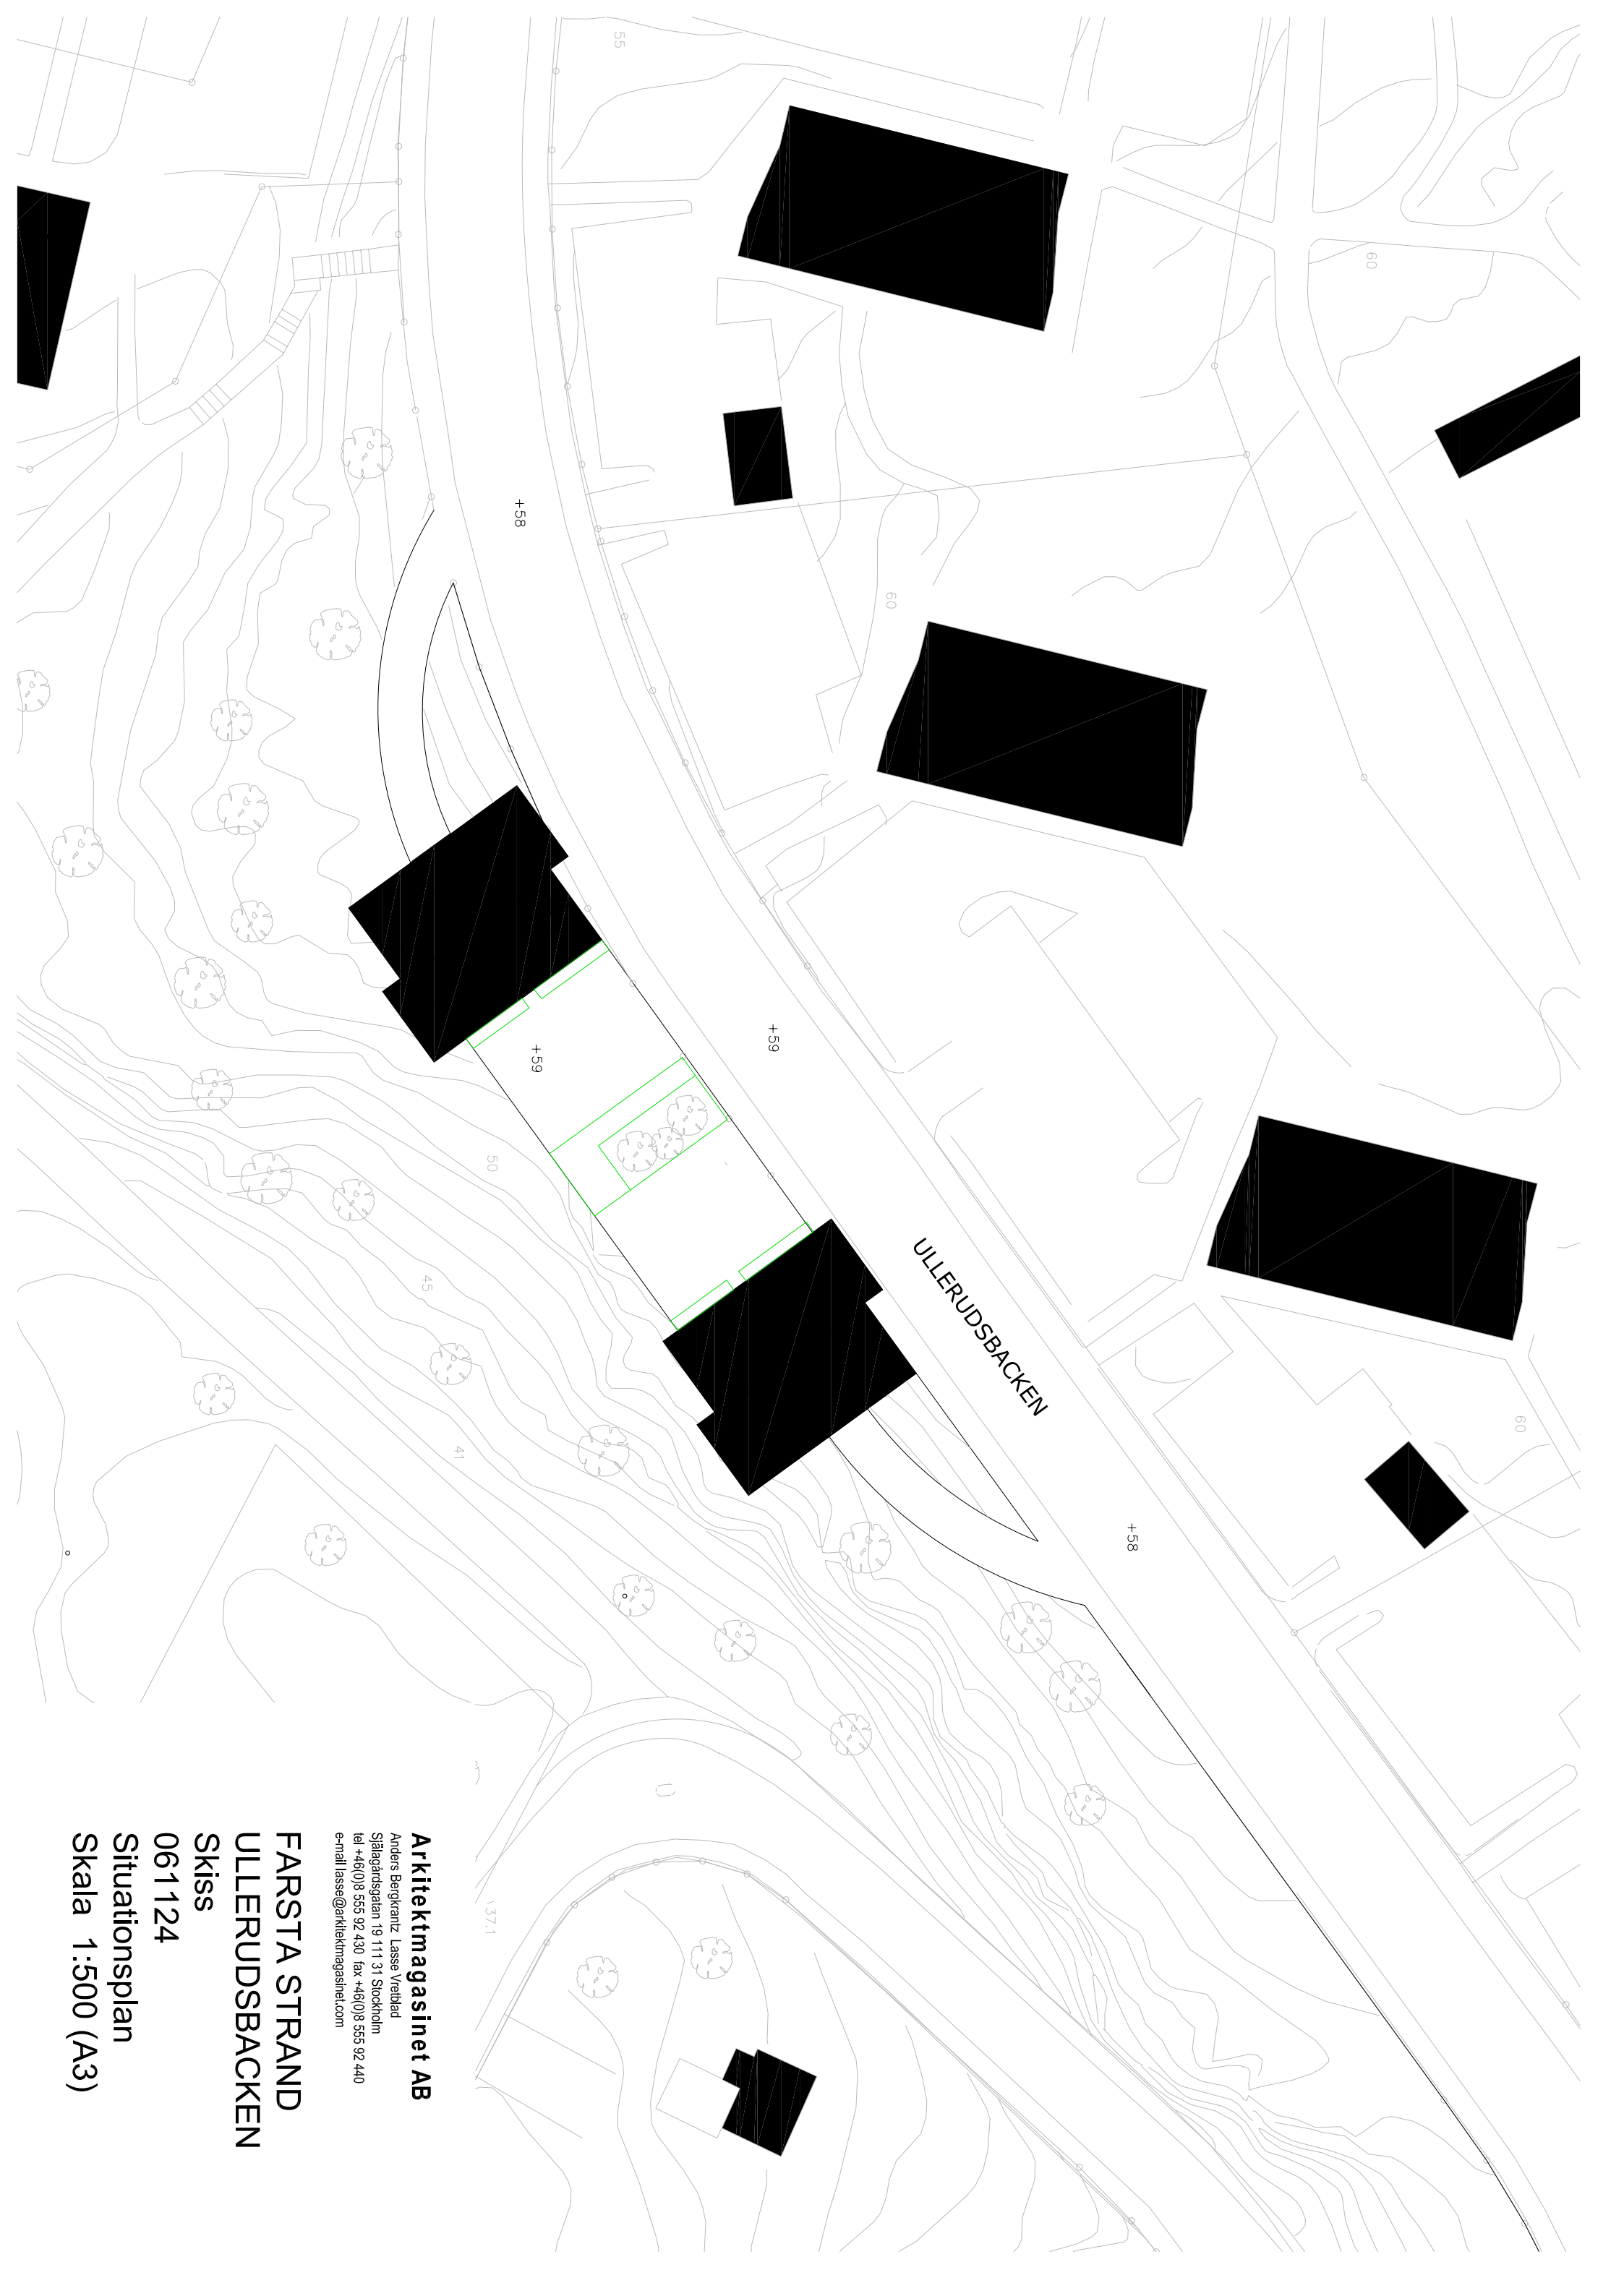 55
60
+58
60
+59
+59
50
ULLERUDSBACKEN
45
60
41
+58
37.1
Arkitektmagasinet AB
Anders Bergkrantz Lasse Vretblad
Själagårdsgatan 19 111 31 Stockholm
tel +46(0)8 555 92 430 fax +46(0)8 555 92 440
e-mail lasse@arkitektmagasinet.com
FARSTA STRAND
ULLERUDSBACKEN
Skiss
061124
Situationsplan
Skala 1:500 (A3)